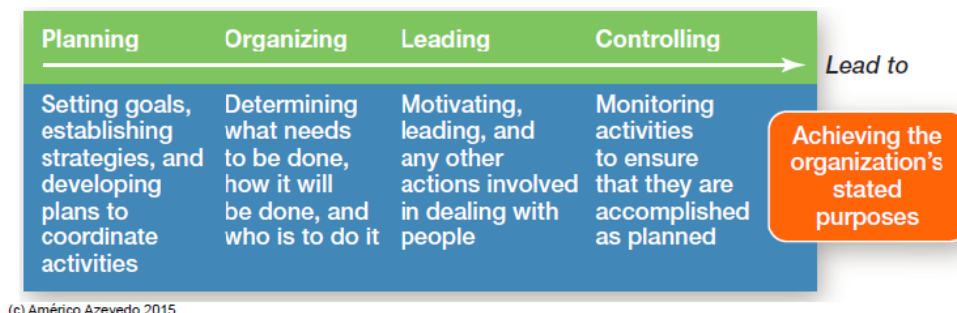 Planning
Organizing
Leading
Controlling
Lead to
Setting goals,
establishing
strategies, and
developing
plans to
coordinate
activities
Determining
what needs
to be done,
how it will
be done, and
who is to do it
Motivating,
leading, and
any other
actions involved
in dealing with
people
Monitoring
activities
to ensure
that they are
accomplished
as planned
Achieving the
organization's
stated
purposes
(c) Américo Azevedo 2015